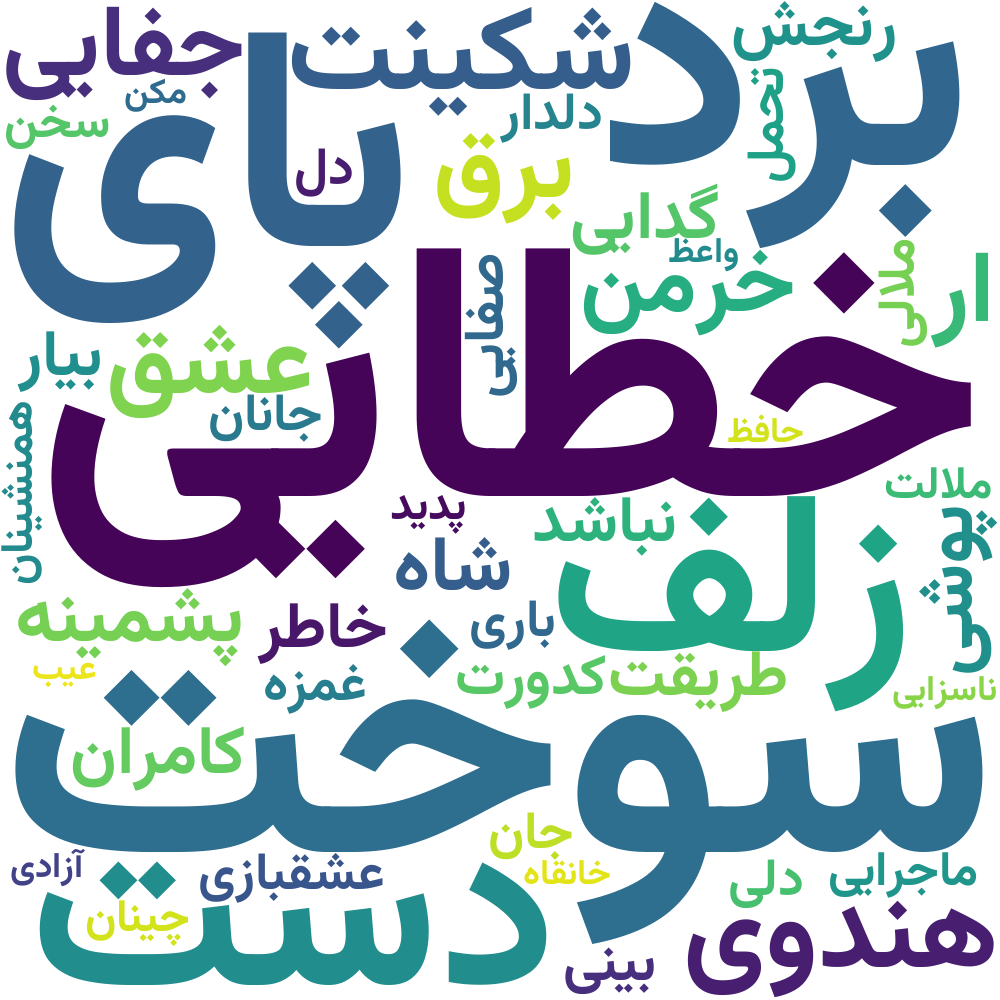 جفایی
شکینت
برد
رنجش
مکن
پای
دلدار
تحمل
سخن
دل
برق
گدایی
واعظ
ملالی
ار
صفایی
خرمن
خطایی
عشق
بیار
جانان
حافظ
همنشینان
پدید
نباشد
زلف
ملالت
پوشی
شاه
پشمینه
خاطر
باری
طریقت
کدورت
عیب
غمزه
ناسزایی
سوخت
کامران
جان
آزادی
عشقبازی
خانقاه
دلی
ماجرایی
دست
چینان
هندوی
بینی